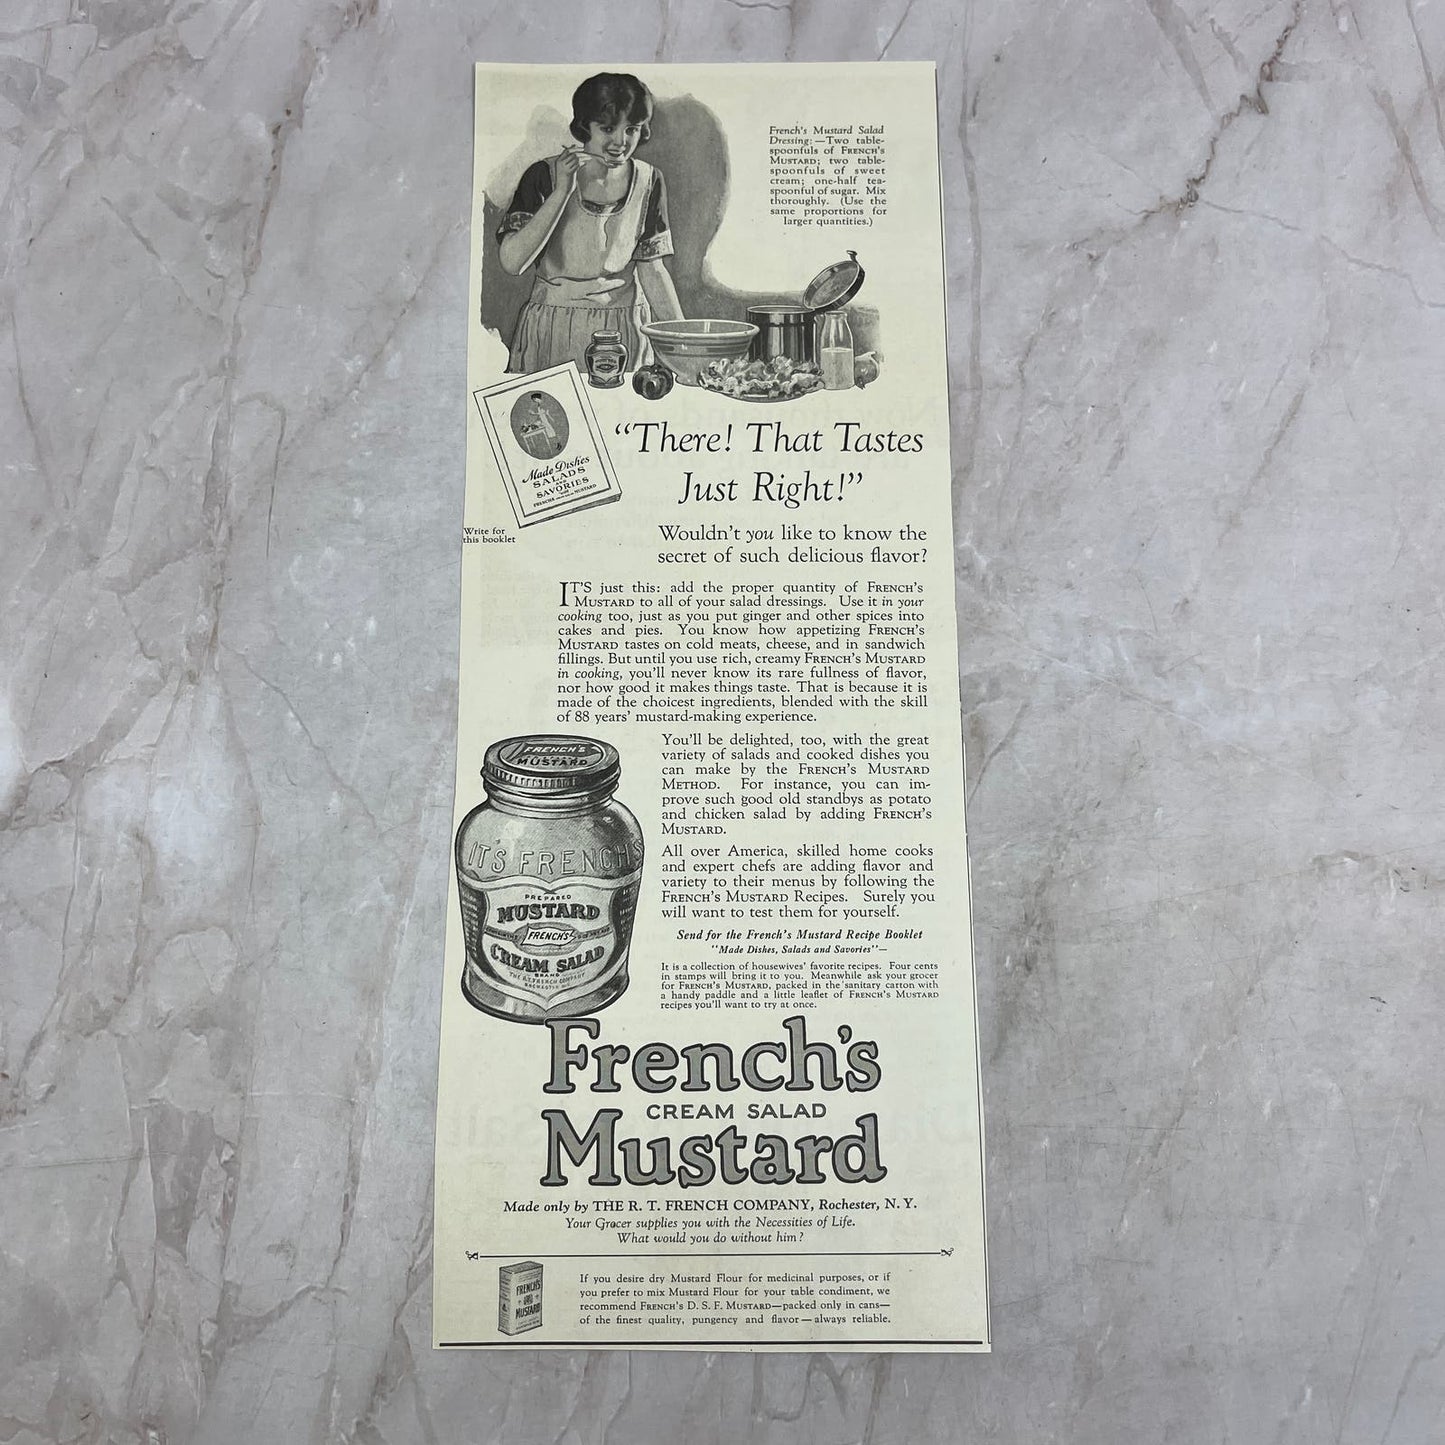 French's Mustard Salad
Dressing:—Two table-
spoonfuls of FRENCH'S
MUSTARD; two table-
spoonfuls of sweet
cream; one-half tea-
spoonful of sugar. Mix
thoroughly. (Use the
same proportions for
larger quantities.)
Made Dishes
SALADS
AND
SAVORIES
WITH
Write for
this booklet
“There! That Tastes
Just Right!”
Wouldn't you like to know the
secret of such delicious flavor?
IT'S just this: add the proper quantity of FRENCH'S
MUSTARD to all of your salad dressings. Use it in your
cooking too, just as you put ginger and other spices into
cakes and pies. You know how appetizing FRENCH'S
MUSTARD tastes on cold meats, cheese, and in sandwich
fillings. But until you use rich, creamy FRENCH'S MUSTARD
in cooking, you'll never know its rare fullness of flavor,
nor how good it makes things taste. That is because it is
made of the choicest ingredients, blended with the skill
of 88 years' mustard-making experience.
You'll be delighted, too, with the great
variety of salads and cooked dishes you
can make by the FRENCH'S MUSTARD
METHOD. For instance, you can im-
prove such good old standbys as potato
and chicken salad by adding FRENCH'S
MUSTARD.
All over America, skilled home cooks
and expert chefs are adding flavor and
variety to their menus by following the
FRENCH'S MUSTARD Recipes. Surely you
will want to test them for yourself.
Send for the French's Mustard Recipe Booklet
"Made Dishes, Salads and Savories"—
It is a collection of housewives' favorite recipes. Four cents
in stamps will bring it to you. Meanwhile ask your grocer
for FRENCH'S MUSTARD, packed in the sanitary carton with
a handy paddle and a little leaflet of FRENCH'S MUSTARD
recipes you'll want to try at once.
FRENCH'S
MUSTARD
IT'S FRENCH'S
PREPARED
MUSTARD
FRENCH'S
CREAM SALAD
BRAND
THE R.T. FRENCH COMPANY
ROCHESTER N.Y.
French's
CREAM SALAD
Mustard
Made only by THE R. T. FRENCH COMPANY, Rochester, N. Y.
Your Grocer supplies you with the Necessities of Life.
What would you do without him?
FRENCH'S
MUSTARD
If you desire dry Mustard Flour for medicinal purposes, or if
you prefer to mix Mustard Flour for your table condiment, we
recommend FRENCH'S D. S. F. MUSTARD—packed only in cans—
of the finest quality, pungency and flavor—always reliable.